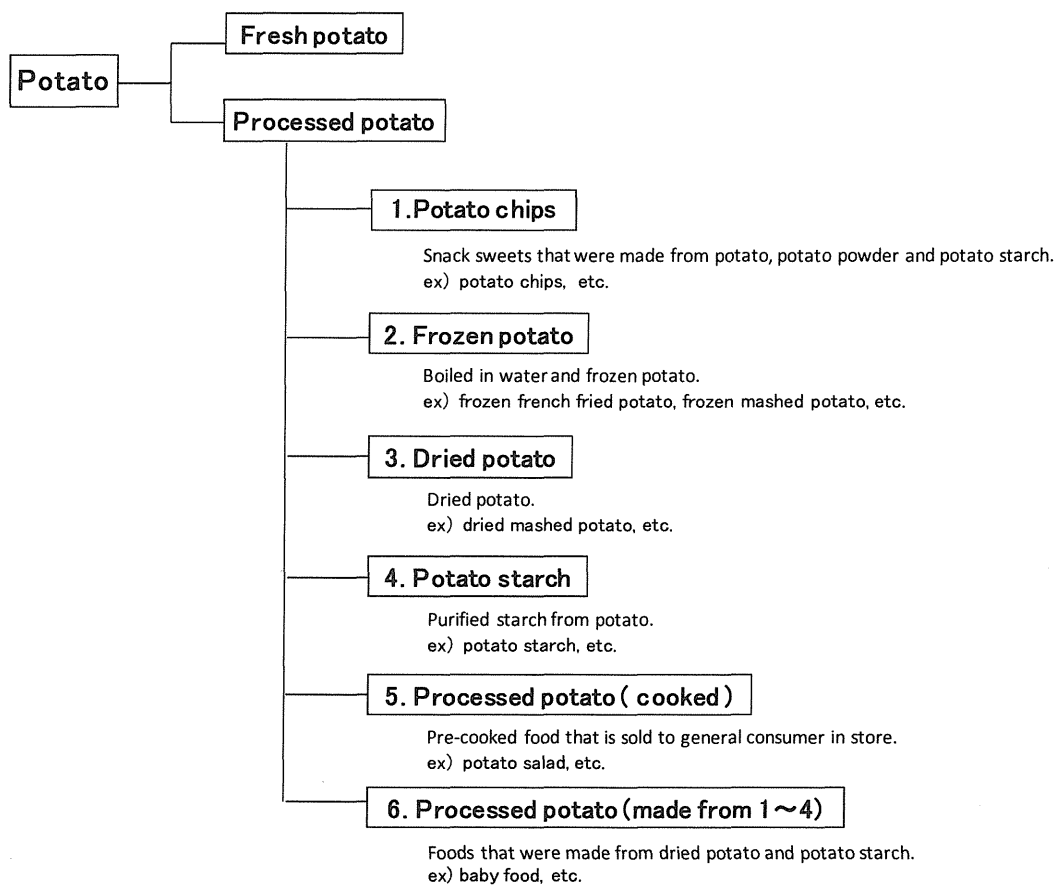 Fresh potato
Potato
Processed potato
1.Potato chips
Snack sweets that were made from potato, potato powder and potato starch.
ex) potato chips, etc.
2. Frozen potato
Boiled in water and frozen potato.
ex) frozen french fried potato, frozen mashed potato, etc.
3. Dried potato
Dried potato.
ex) dried mashed potato, etc.
4. Potato starch
Purified starch from potato.
ex) potato starch, etc.
5. Processed potato ( cooked )
Pre-cooked food that is sold to general consumer in store.
ex) potato salad, etc.
6. Processed potato (made from 1～4)
Foods that were made from dried potato and potato starch.
ex) baby food, etc.